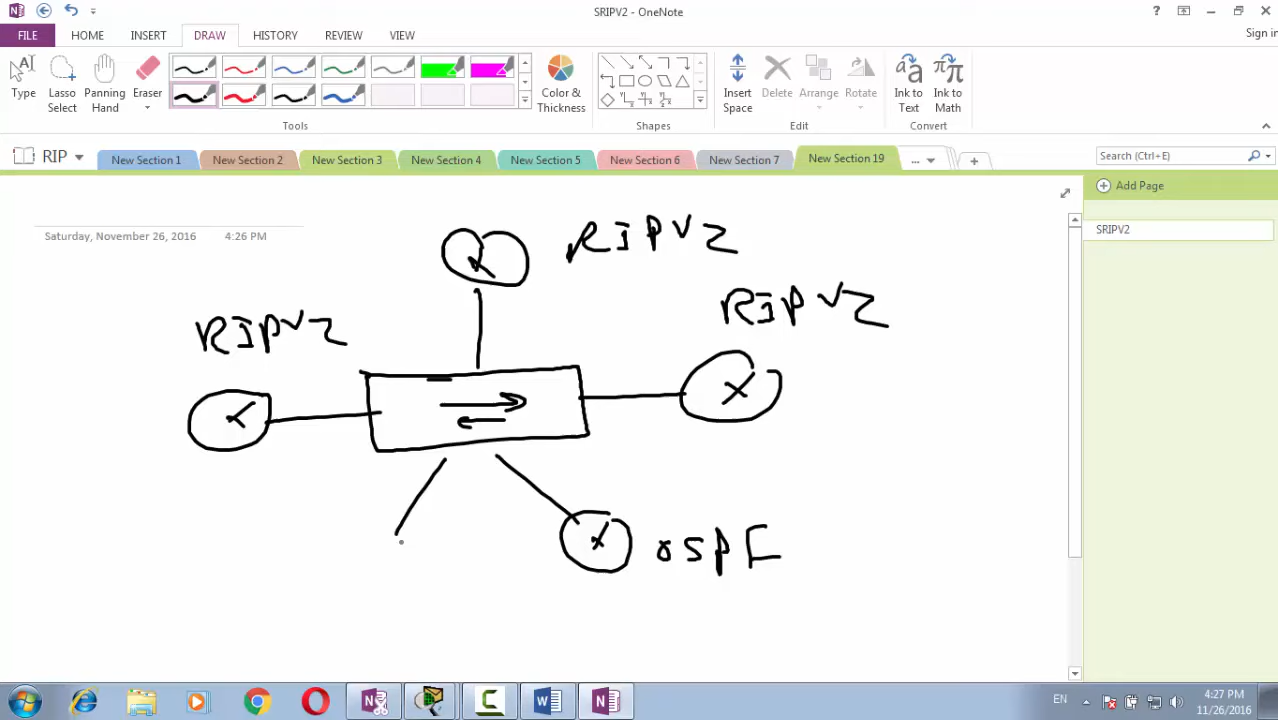 SRIPV2 - OneNote
?
Sign in
FILE
HOME
INSERT
DRAW
HISTORY
REVIEW
VIEW
Type
Lasso Select
Panning Hand
Eraser
Color & Thickness
Insert Space
Delete
Arrange
Rotate
Ink to Text
Ink to Math
Tools
Shapes
Edit
Convert
RIP
New Section 1
New Section 2
New Section 3
New Section 4
New Section 5
New Section 6
New Section 7
New Section 19
...
Search (Ctrl+E)
Add Page
SRIPV2
Saturday, November 26, 2016 4:26 PM
RIPV2
RIPV2
RIPV2
OSPF
EN
4:27 PM
11/26/2016